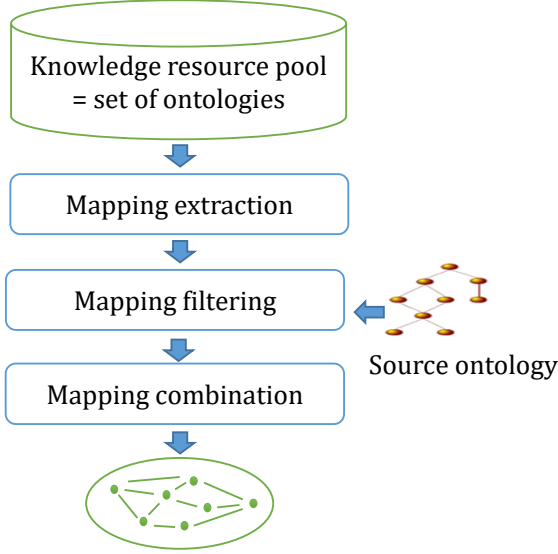 Knowledge resource pool
= set of ontologies
Mapping extraction
Mapping filtering
Source ontology
Mapping combination